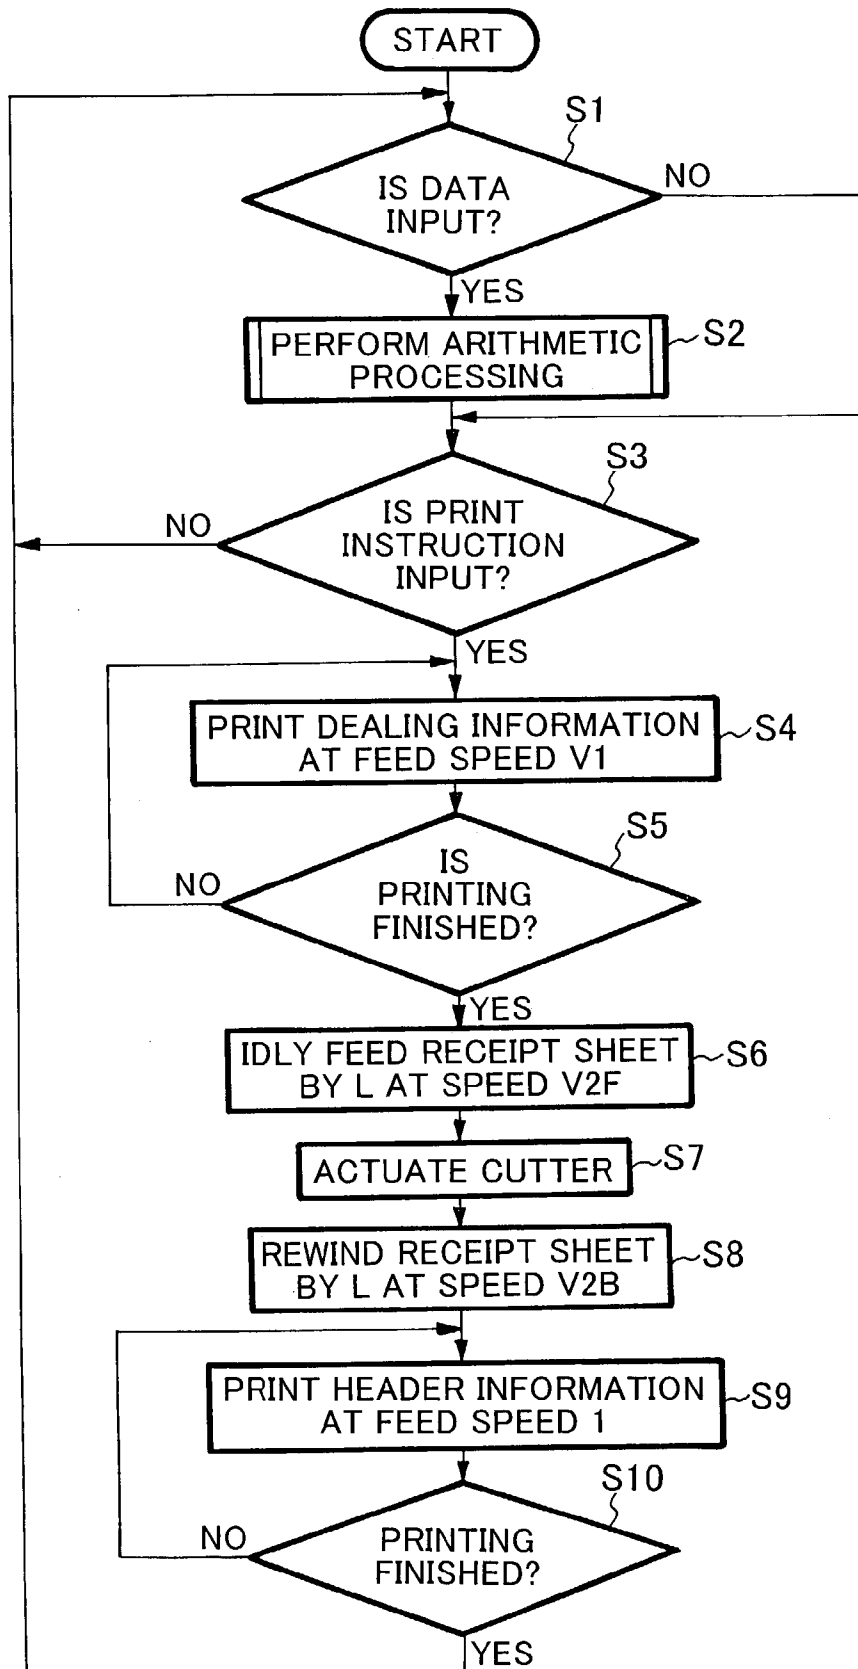 START
S1
IS DATA
INPUT?
NO
YES
PERFORM ARITHMETIC
PROCESSING
S2
S3
IS PRINT
INSTRUCTION
INPUT?
NO
YES
PRINT DEALING INFORMATION
AT FEED SPEED V1
S4
S5
IS
PRINTING
FINISHED?
NO
YES
IDLY FEED RECEIPT SHEET
BY L AT SPEED V2F
S6
ACTUATE CUTTER
S7
REWIND RECEIPT SHEET
BY L AT SPEED V2B
S8
PRINT HEADER INFORMATION
AT FEED SPEED 1
S9
S10
PRINTING
FINISHED?
NO
YES